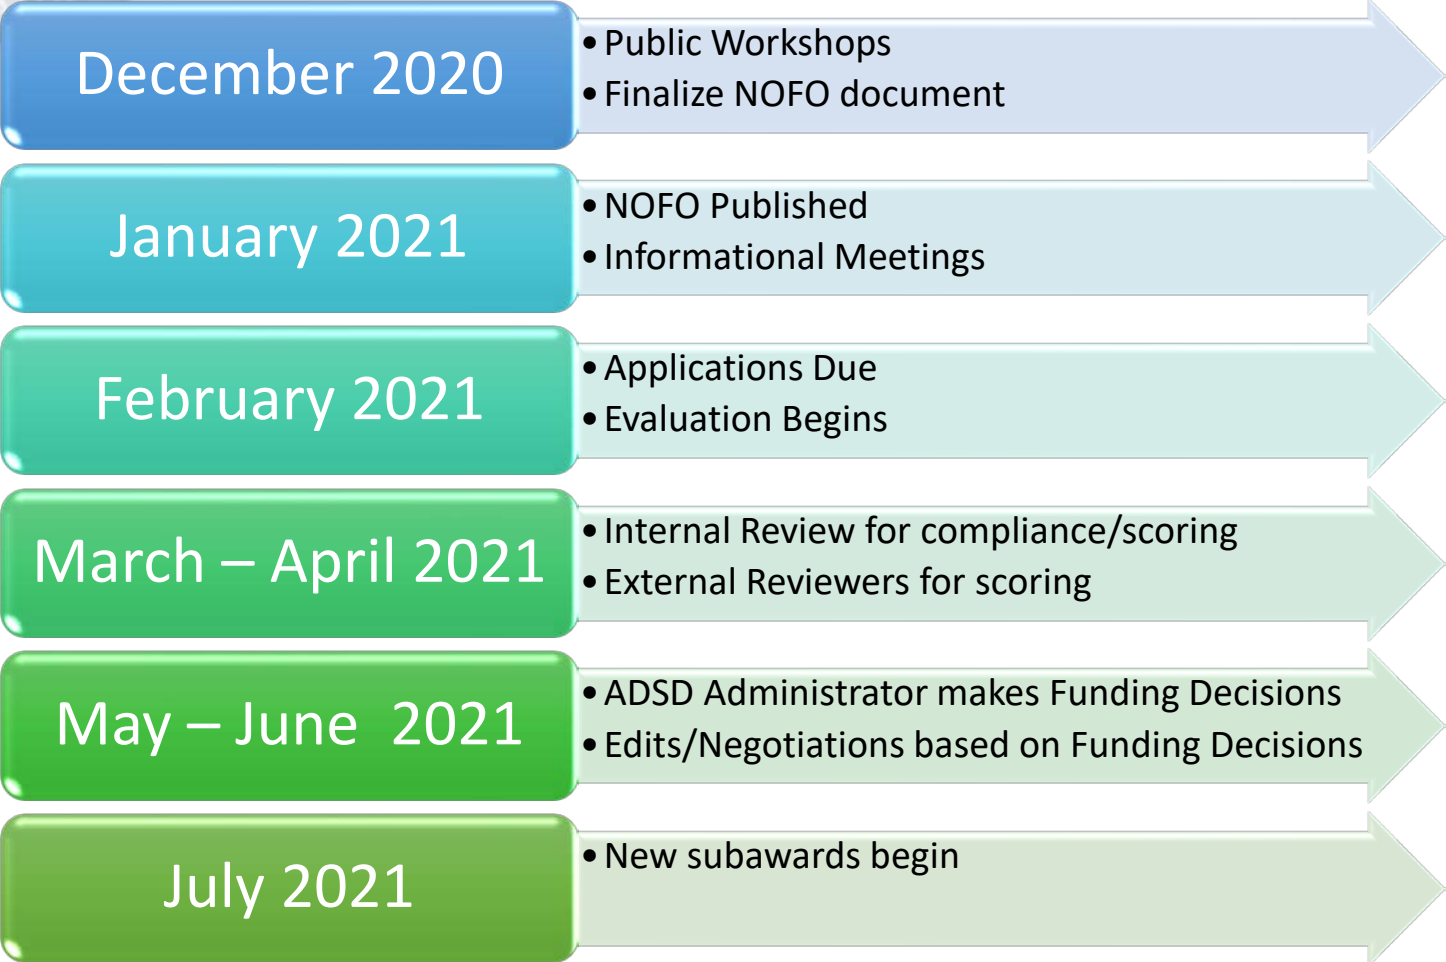 December 2020
• Public Workshops
• Finalize NOFO document
January 2021
• NOFO Published
• Informational Meetings
February 2021
• Applications Due
• Evaluation Begins
March – April 2021
• Internal Review for compliance/scoring
• External Reviewers for scoring
May – June  2021
• ADSD Administrator makes Funding Decisions
• Edits/Negotiations based on Funding Decisions
July 2021
• New subawards begin